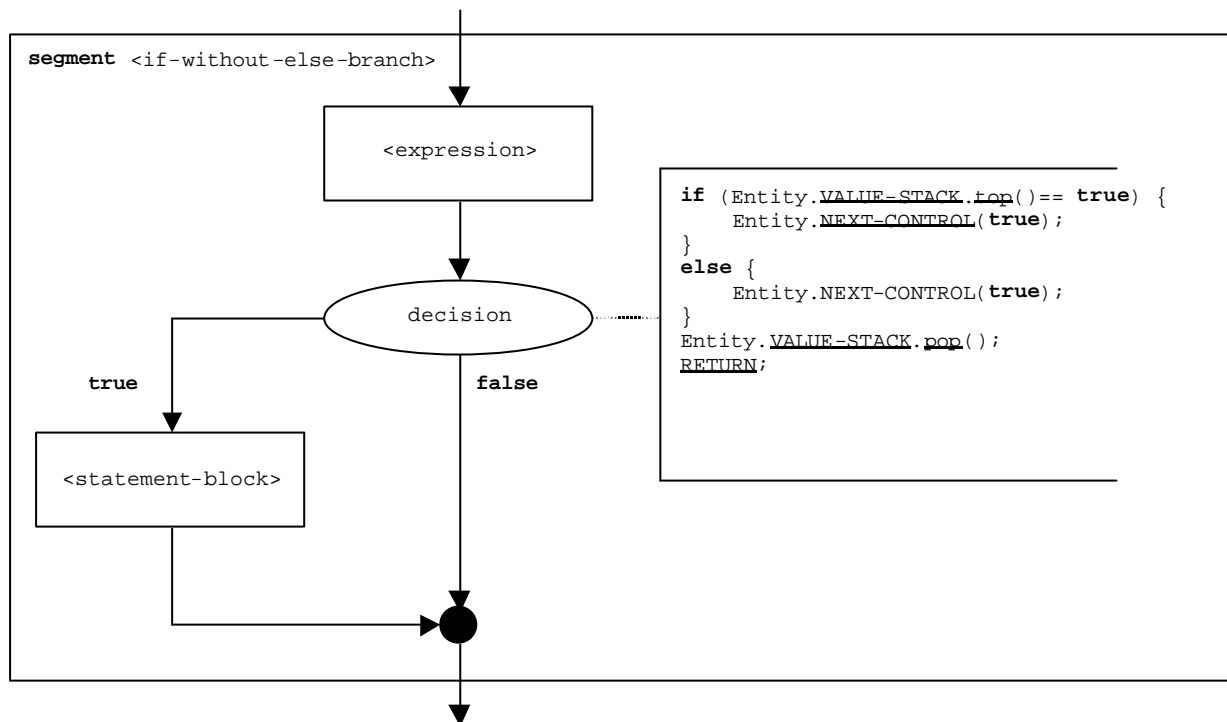 segment <if-without-else-branch>
<expression>
if (Entity.VALUE-STACK.top()== true) {
Entity.NEXT-CONTROL(true);
}
else {
Entity.NEXT-CONTROL(true);
}
Entity.VALUE-STACK.pop();
RETURN;
decision
true
false
<statement-block>